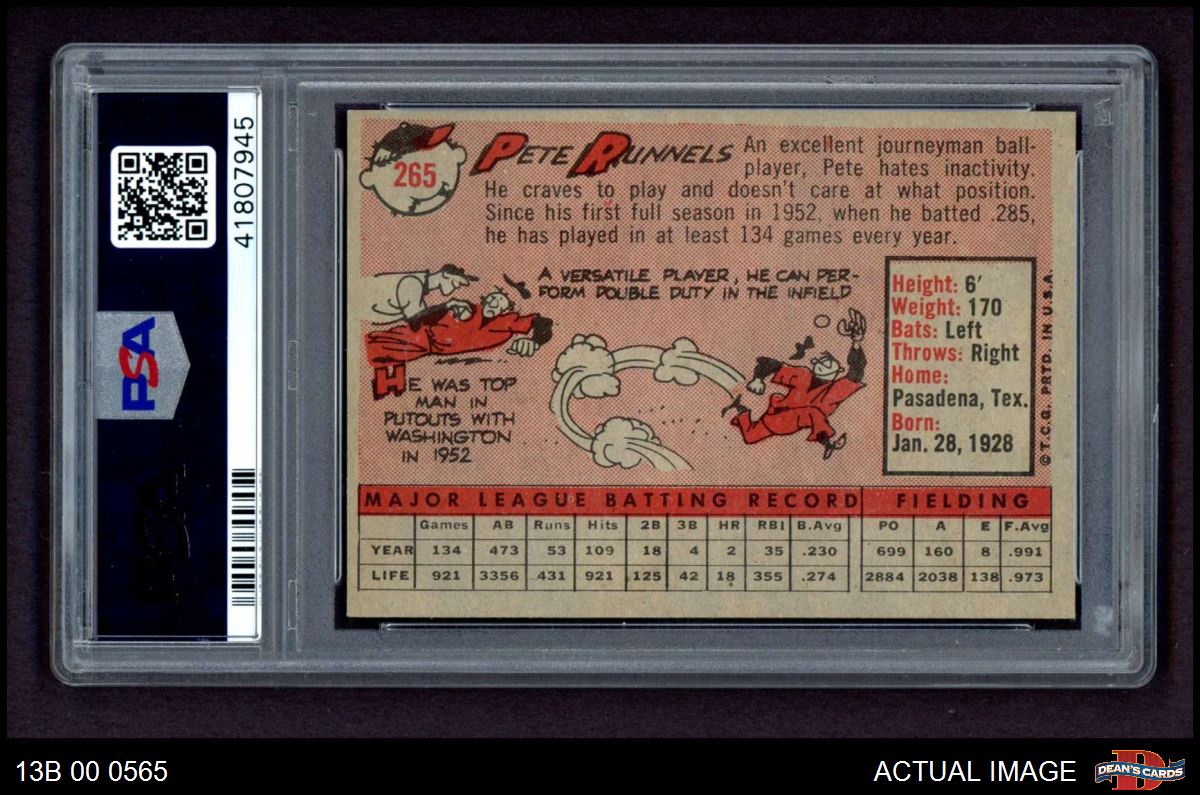 41807945
PSA
265
PETE RUNNELS
An excellent journeyman ball-
player, Pete hates inactivity.
He craves to play and doesn't care at what position.
Since his first full season in 1952, when he batted .285,
he has played in at least 134 games every year.
A VERSATILE PLAYER, HE CAN PER-
FORM DOUBLE DUTY IN THE INFIELD
HE WAS TOP
MAN IN
PUTOUTS WITH
WASHINGTON
IN 1952
Height: 6'
Weight: 170
Bats: Left
Throws: Right
Home:
Pasadena, Tex.
Born:
Jan. 28, 1928
© T.C.G. PRTD. IN U.S.A.
MAJOR LEAGUE BATTING RECORD FIELDING
Games AB Runs Hits 2B 3B HR RBI B.Avg PO A E F.Avg
YEAR 134 473 53 109 18 4 2 35 .230 699 160 8 .991
LIFE 921 3356 431 921 125 42 18 355 .274 2884 2038 138 .973
13B 00 0565
ACTUAL IMAGE
D
DEAN'S CARDS